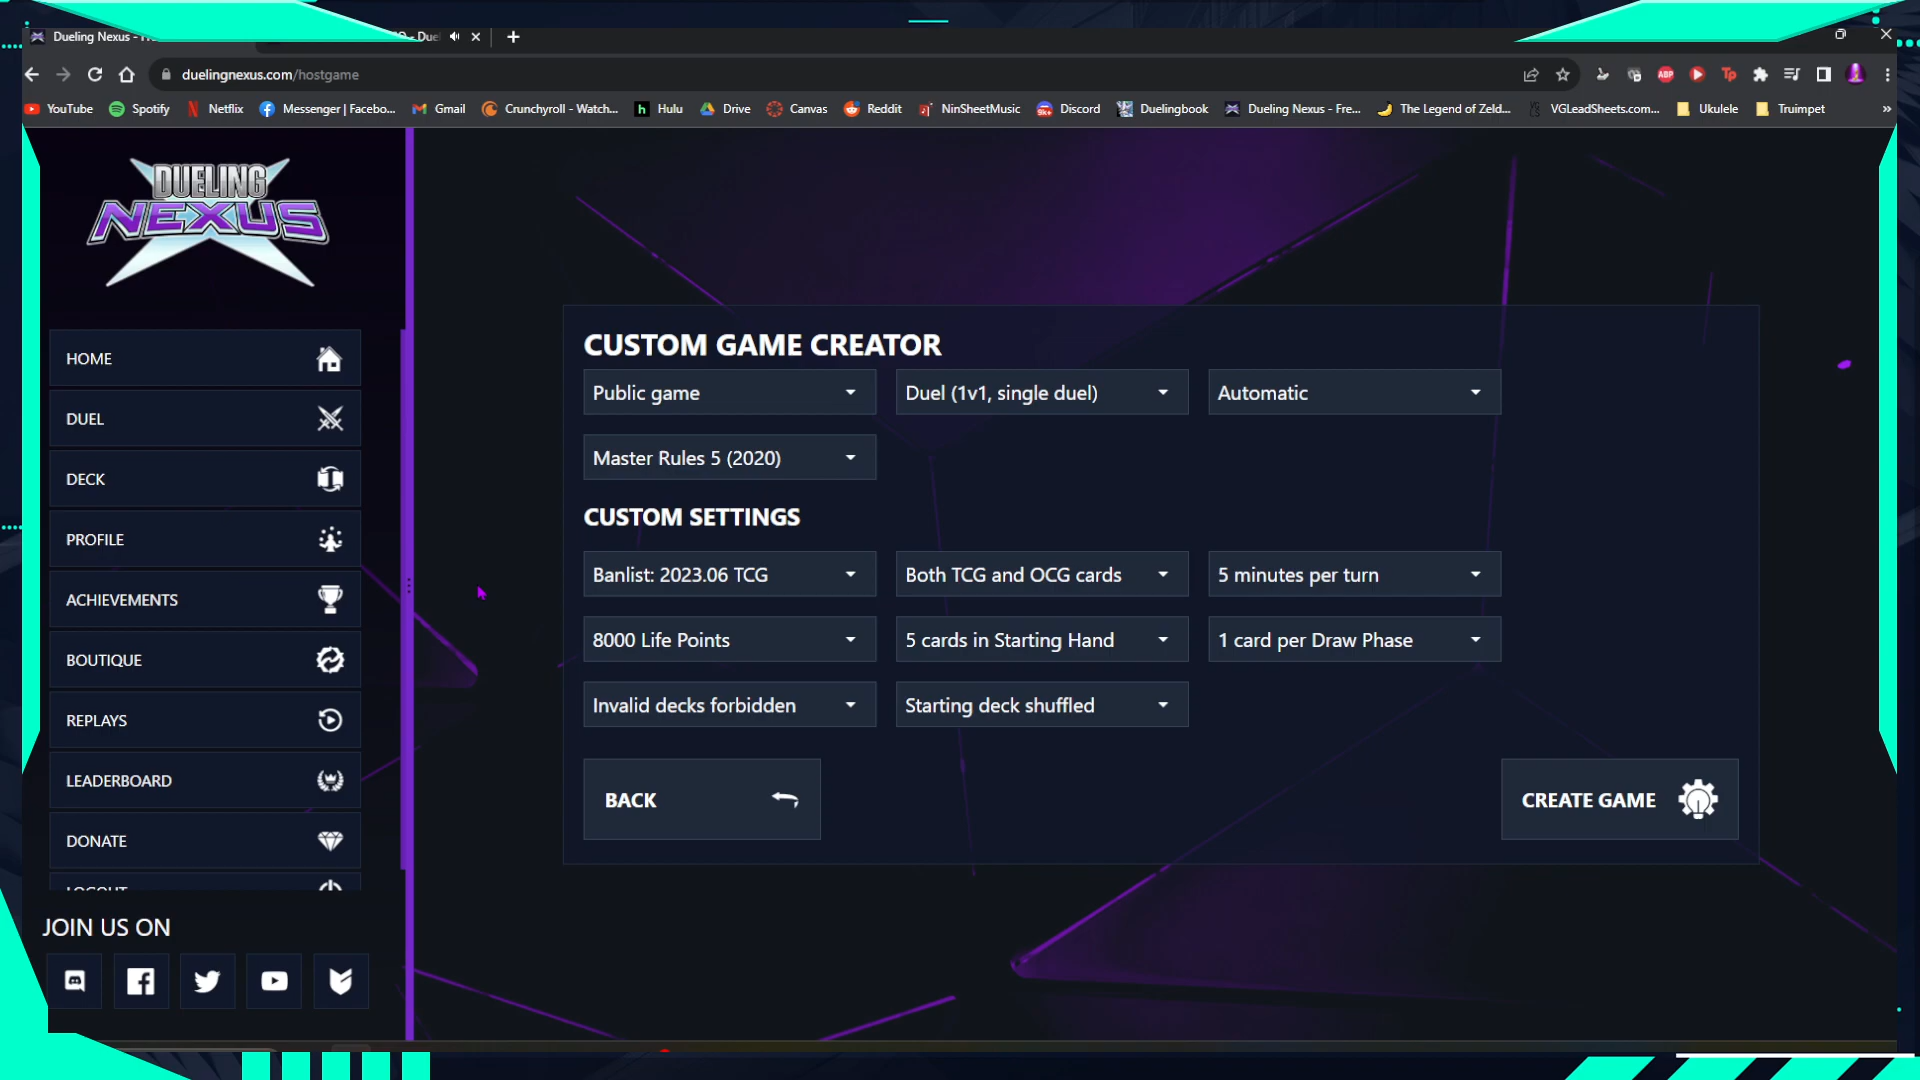 Dueling Nexus - Fr
- Due
duelingnexus.com/hostgame
ABP
Tp
YouTube
Spotify
Netflix
Messenger | Facebo...
Gmail
Crunchyroll - Watch...
Hulu
Drive
Canvas
Reddit
NinSheetMusic
Discord
Duelingbook
Dueling Nexus - Fre...
The Legend of Zeld...
VGLeadSheets.com...
Ukulele
Truimpet
»
DUELING
NEXUS
HOME
DUEL
DECK
PROFILE
ACHIEVEMENTS
BOUTIQUE
REPLAYS
LEADERBOARD
DONATE
LOGOUT
JOIN US ON
CUSTOM GAME CREATOR
Public game
Duel (1v1, single duel)
Automatic
Master Rules 5 (2020)
CUSTOM SETTINGS
Banlist: 2023.06 TCG
Both TCG and OCG cards
5 minutes per turn
8000 Life Points
5 cards in Starting Hand
1 card per Draw Phase
Invalid decks forbidden
Starting deck shuffled
BACK
CREATE GAME